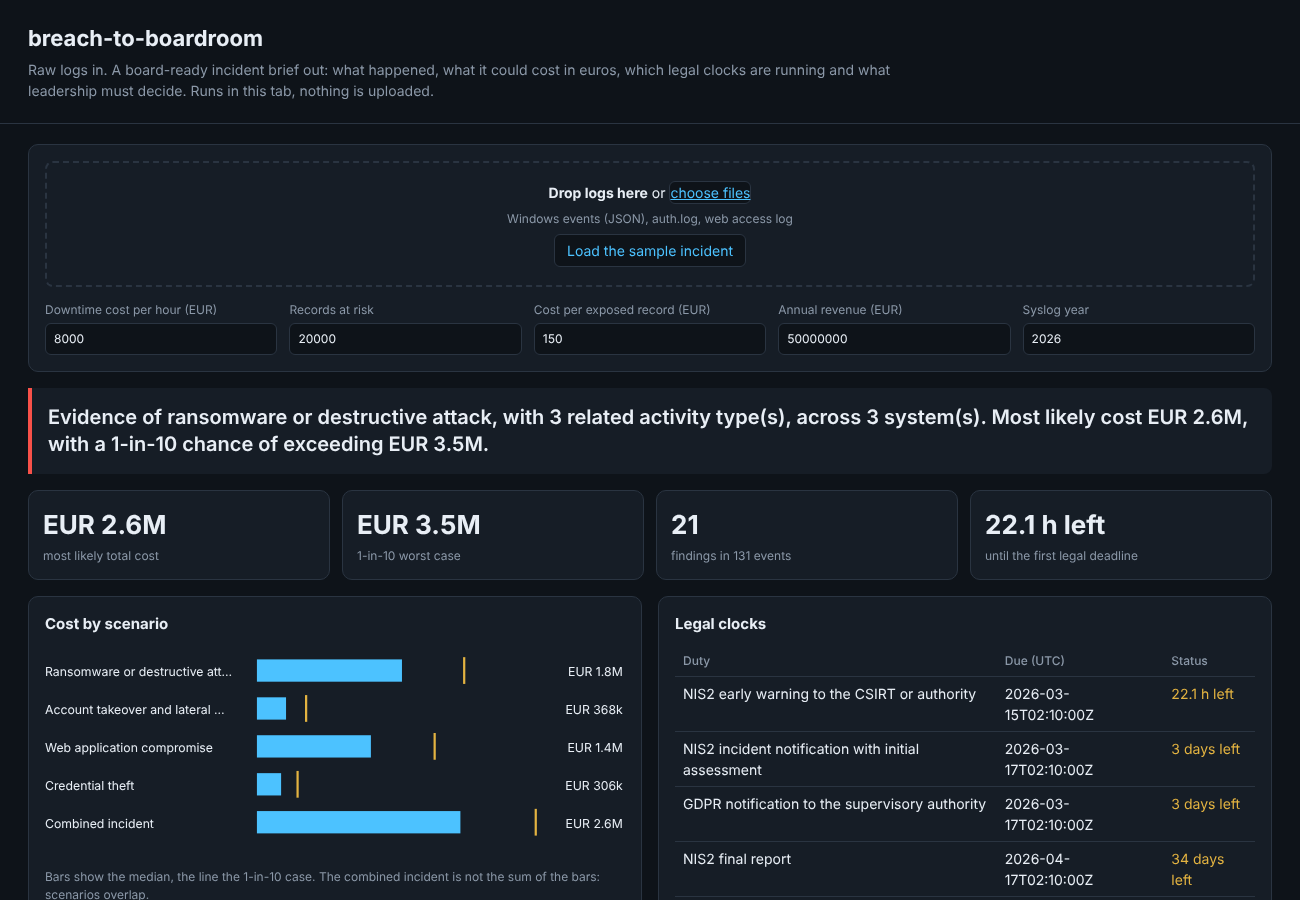 breach-to-boardroom
Raw logs in. A board-ready incident brief out: what happened, what it could cost in euros, which legal clocks are running and what
leadership must decide. Runs in this tab, nothing is uploaded.
Drop logs here or choose files
Windows events (JSON), auth.log, web access log
Load the sample incident
Downtime cost per hour (EUR)
8000
Records at risk
20000
Cost per exposed record (EUR)
150
Annual revenue (EUR)
50000000
Syslog year
2026
Evidence of ransomware or destructive attack, with 3 related activity type(s), across 3 system(s). Most likely cost EUR 2.6M,
with a 1-in-10 chance of exceeding EUR 3.5M.
EUR 2.6M
most likely total cost
EUR 3.5M
1-in-10 worst case
21
findings in 131 events
22.1 h left
until the first legal deadline
Cost by scenario
Ransomware or destructive att... EUR 1.8M
Account takeover and lateral ... EUR 368k
Web application compromise EUR 1.4M
Credential theft EUR 306k
Combined incident EUR 2.6M
Bars show the median, the line the 1-in-10 case. The combined incident is not the sum of the bars:
scenarios overlap.
Legal clocks
Duty Due (UTC) Status
NIS2 early warning to the CSIRT or authority 2026-03- 22.1 h left
15T02:10:00Z
NIS2 incident notification with initial 2026-03- 3 days left
assessment 17T02:10:00Z
GDPR notification to the supervisory authority 2026-03- 3 days left
17T02:10:00Z
NIS2 final report 2026-04- 34 days
17T02:10:00Z left